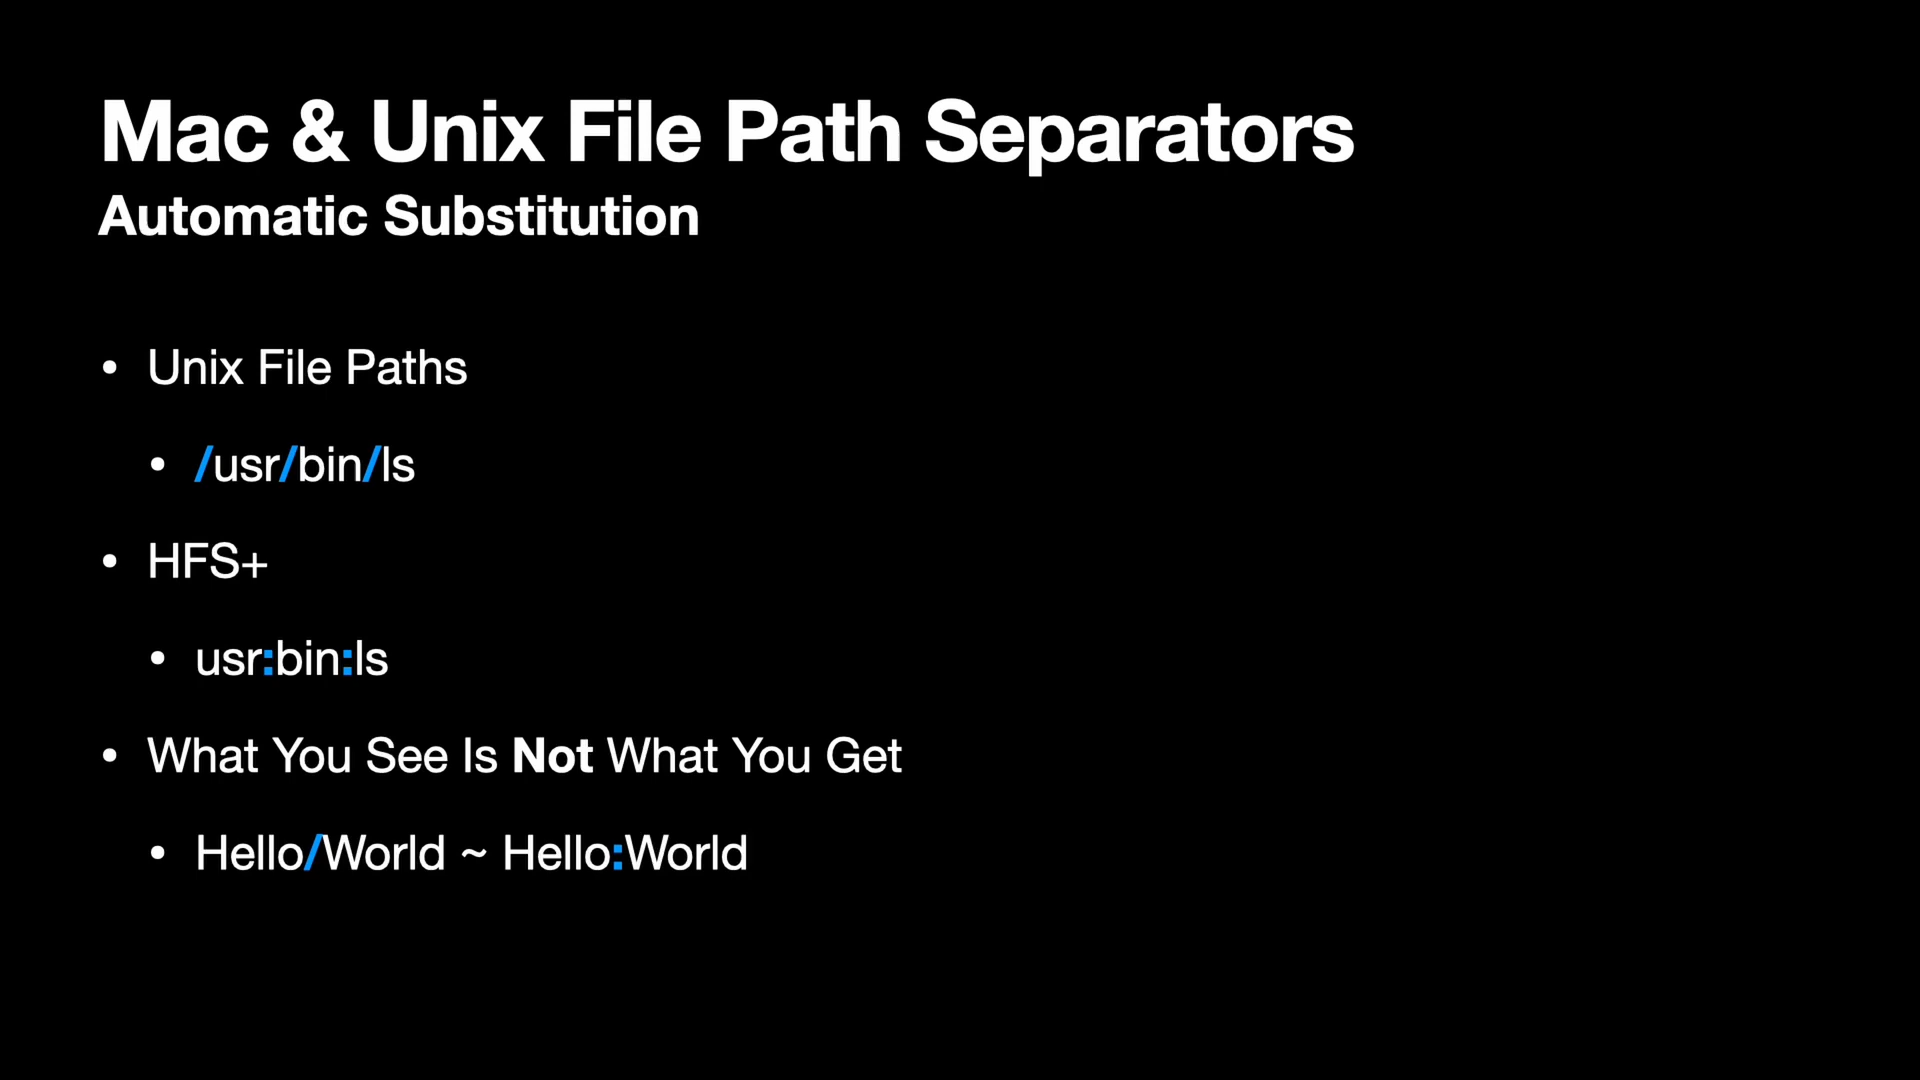 Mac & Unix File Path Separators
Automatic Substitution
• Unix File Paths
• /usr/bin/ls
• HFS+
• usr:bin:ls
• What You See Is Not What You Get
• Hello/World ~ Hello:World